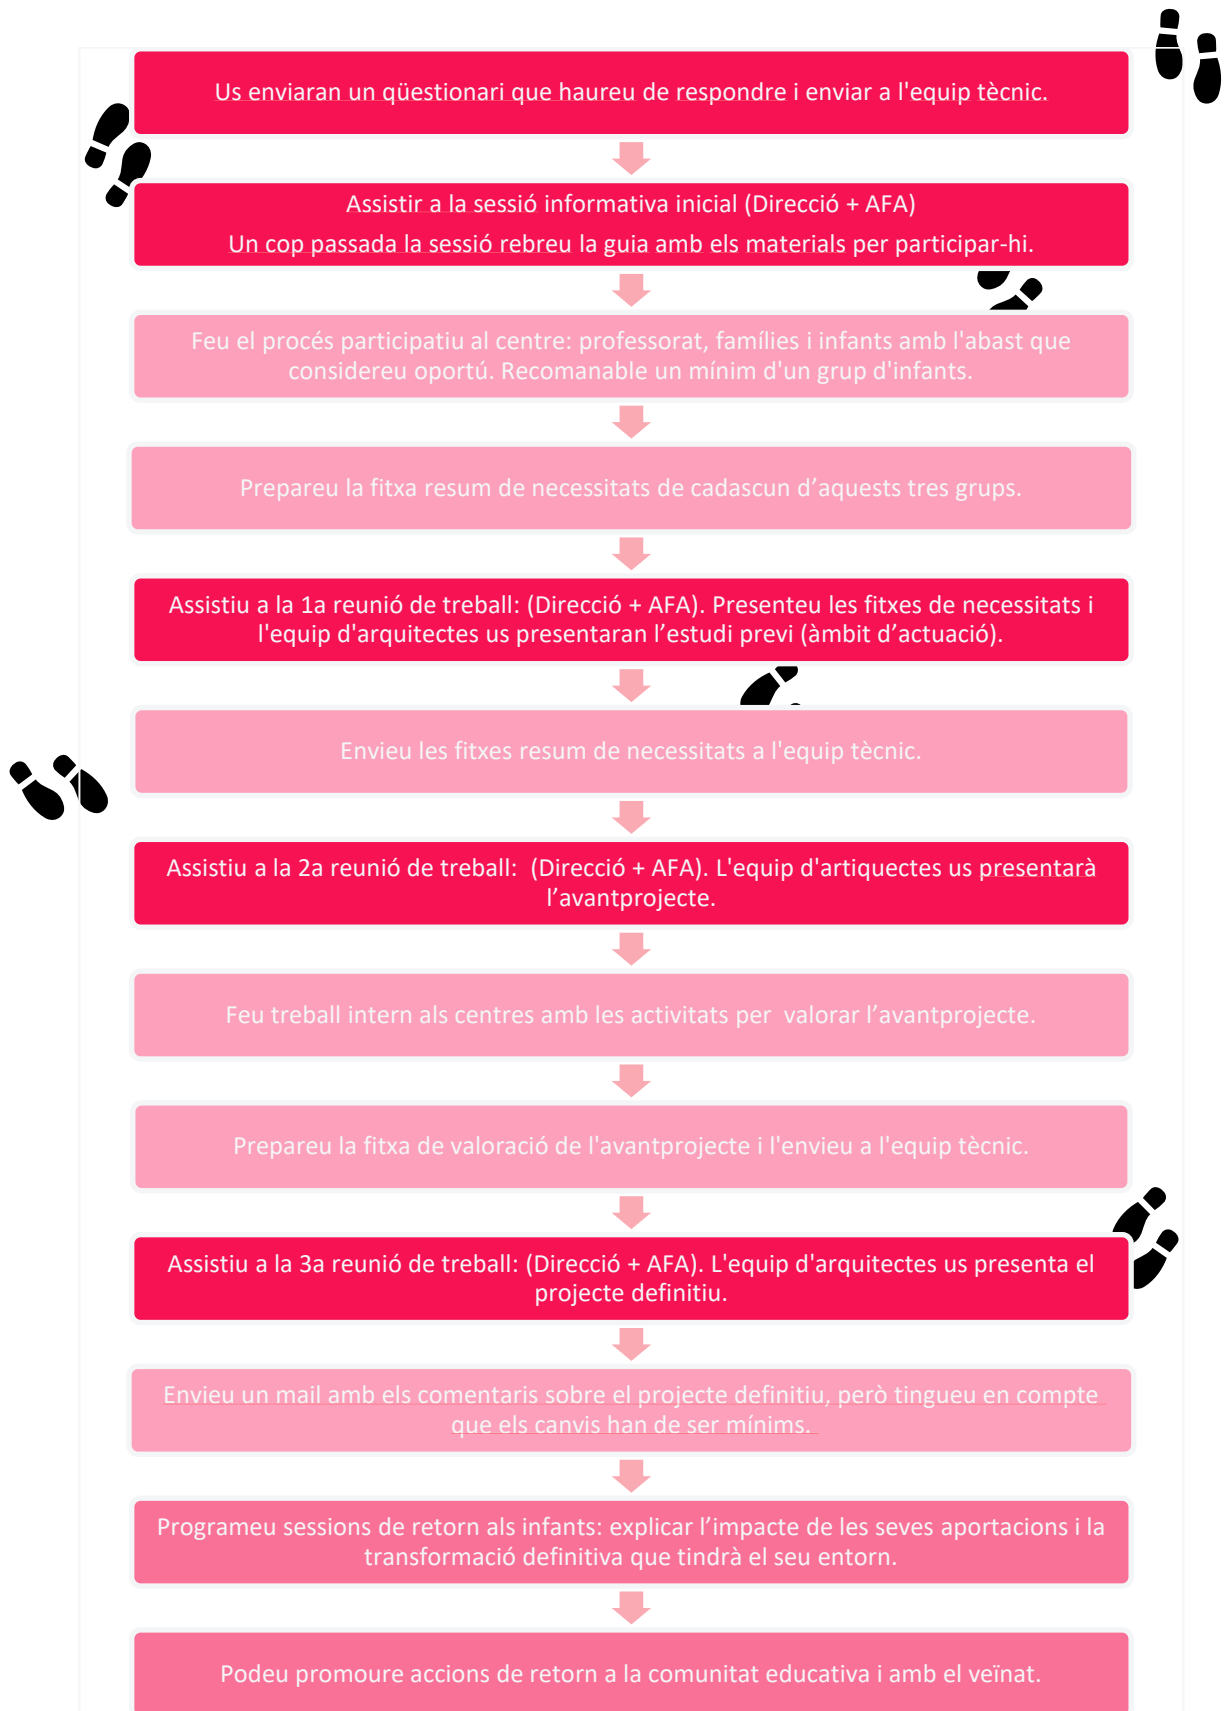 Us enviaran un qüestionari que haureu de respondre i enviar a l'equip tècnic.
Assistir a la sessió informativa inicial (Direcció + AFA)
Un cop passada la sessió rebreu la guia amb els materials per participar-hi.
Feu el procés participatiu al centre: professorat, famílies i infants amb l'abast que
considereu oportú. Recomanable un mínim d'un grup d'infants.
Prepareu la fitxa resum de necessitats de cadascun d’aquests tres grups.
Assistiu a la 1a reunió de treball: (Direcció + AFA). Presenteu les fitxes de necessitats i
l'equip d'arquitectes us presentaran l’estudi previ (àmbit d’actuació).
Envieu les fitxes resum de necessitats a l'equip tècnic.
Assistiu a la 2a reunió de treball:  (Direcció + AFA). L'equip d'artiquectes us presentarà
l’avantprojecte.
Feu treball intern als centres amb les activitats per  valorar l’avantprojecte.
Prepareu la fitxa de valoració de l'avantprojecte i l'envieu a l'equip tècnic.
Assistiu a la 3a reunió de treball: (Direcció + AFA). L'equip d'arquitectes us presenta el
projecte definitiu.
Envieu un mail amb els comentaris sobre el projecte definitiu, però tingueu en compte
que els canvis han de ser mínims.
Programeu sessions de retorn als infants: explicar l’impacte de les seves aportacions i la
transformació definitiva que tindrà el seu entorn.
Podeu promoure accions de retorn a la comunitat educativa i amb el veïnat.